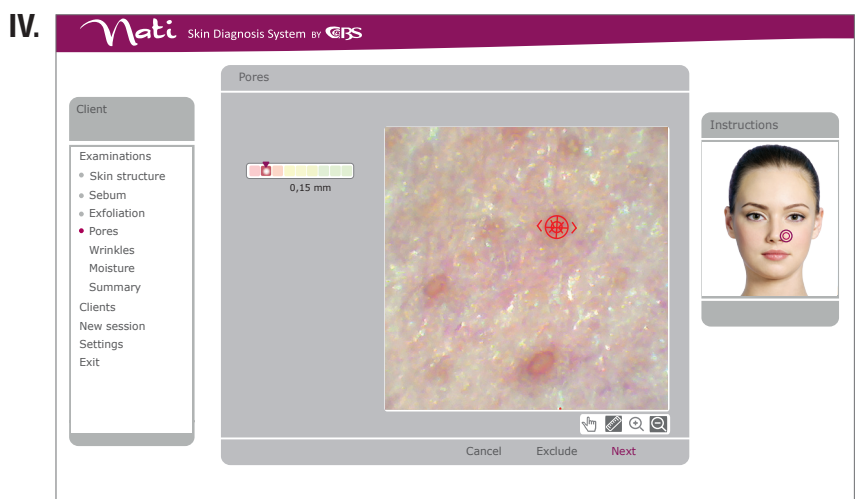 IV.
Nati Skin Diagnosis System BY CBS
Pores
Client
Instructions
Examinations
Skin structure
Sebum
Exfoliation
Pores
Wrinkles
Moisture
Summary
Clients
New session
Settings
Exit
0,15 mm
Cancel Exclude Next